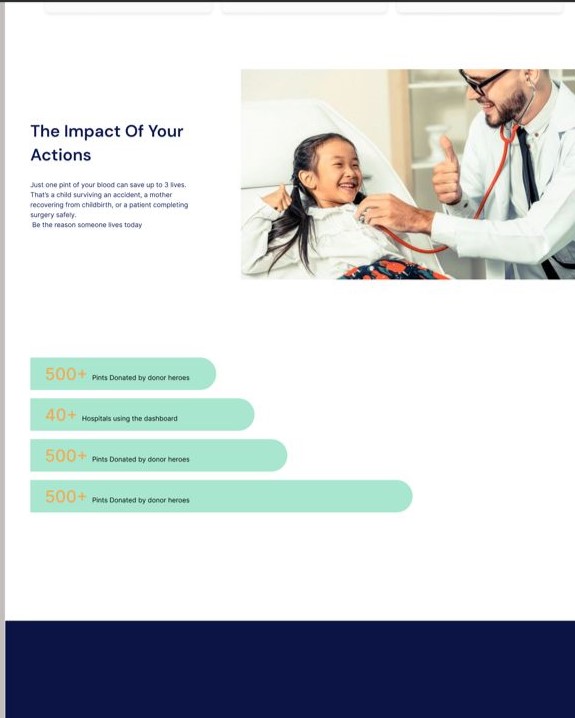 The Impact Of Your
Actions
Just one pint of your blood can save up to 3 lives.
That's a child surviving an accident, a mother
recovering from childbirth, or a patient completing
surgery safely.
Be the reason someone lives today
500+ Pints Donated by donor heroes
40+ Hospitals using the dashboard
500+ Pints Donated by donor heroes
500+ Pints Donated by donor heroes